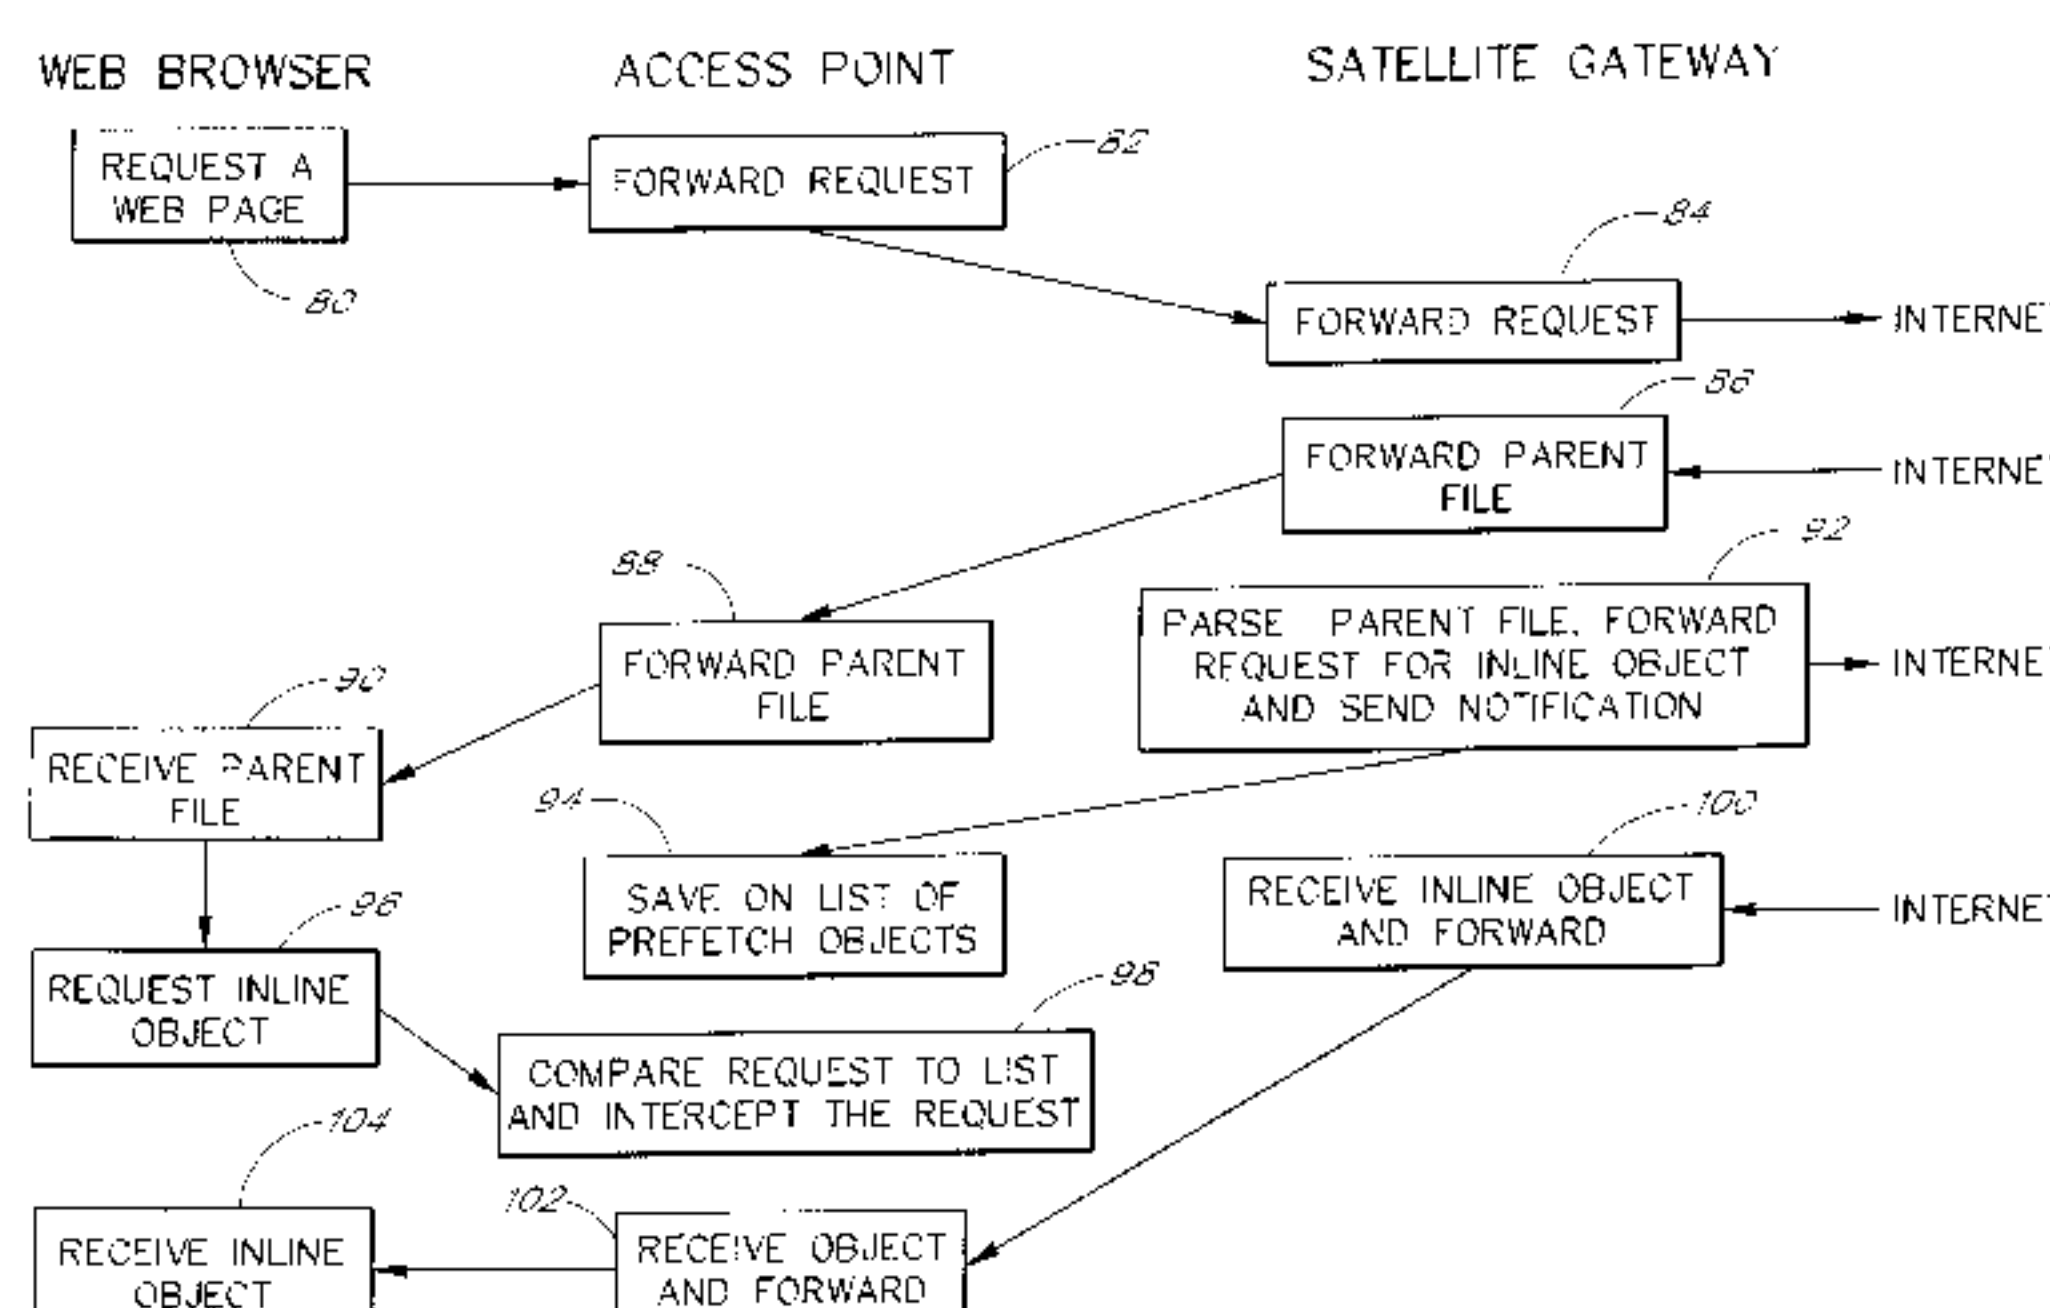 WEB BROWSER
ACCESS POINT
SATELLITE GATEWAY
REQUEST A
WEB PAGE
80
FORWARD REQUEST
82
84
FORWARD REQUEST
INTERNET
86
FORWARD PARENT
FILE
INTERNET
88
FORWARD PARENT
FILE
92
PARSE PARENT FILE, FORWARD
REQUEST FOR INLINE OBJECT
AND SEND NOTIFICATION
INTERNET
90
RECEIVE PARENT
FILE
94
SAVE ON LIST OF
PREFETCH OBJECTS
100
RECEIVE INLINE OBJECT
AND FORWARD
INTERNET
96
REQUEST INLINE
OBJECT
98
COMPARE REQUEST TO LIST
AND INTERCEPT THE REQUEST
104
RECEIVE INLINE
OBJECT
102
RECEIVE OBJECT
AND FORWARD